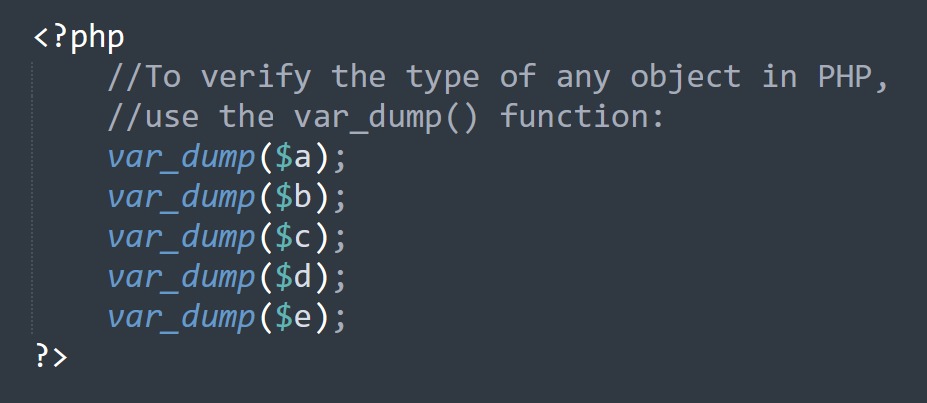 <?php
//To verify the type of any object in PHP,
//use the var_dump() function:
var_dump($a);
var_dump($b);
var_dump($c);
var_dump($d);
var_dump($e);
?>